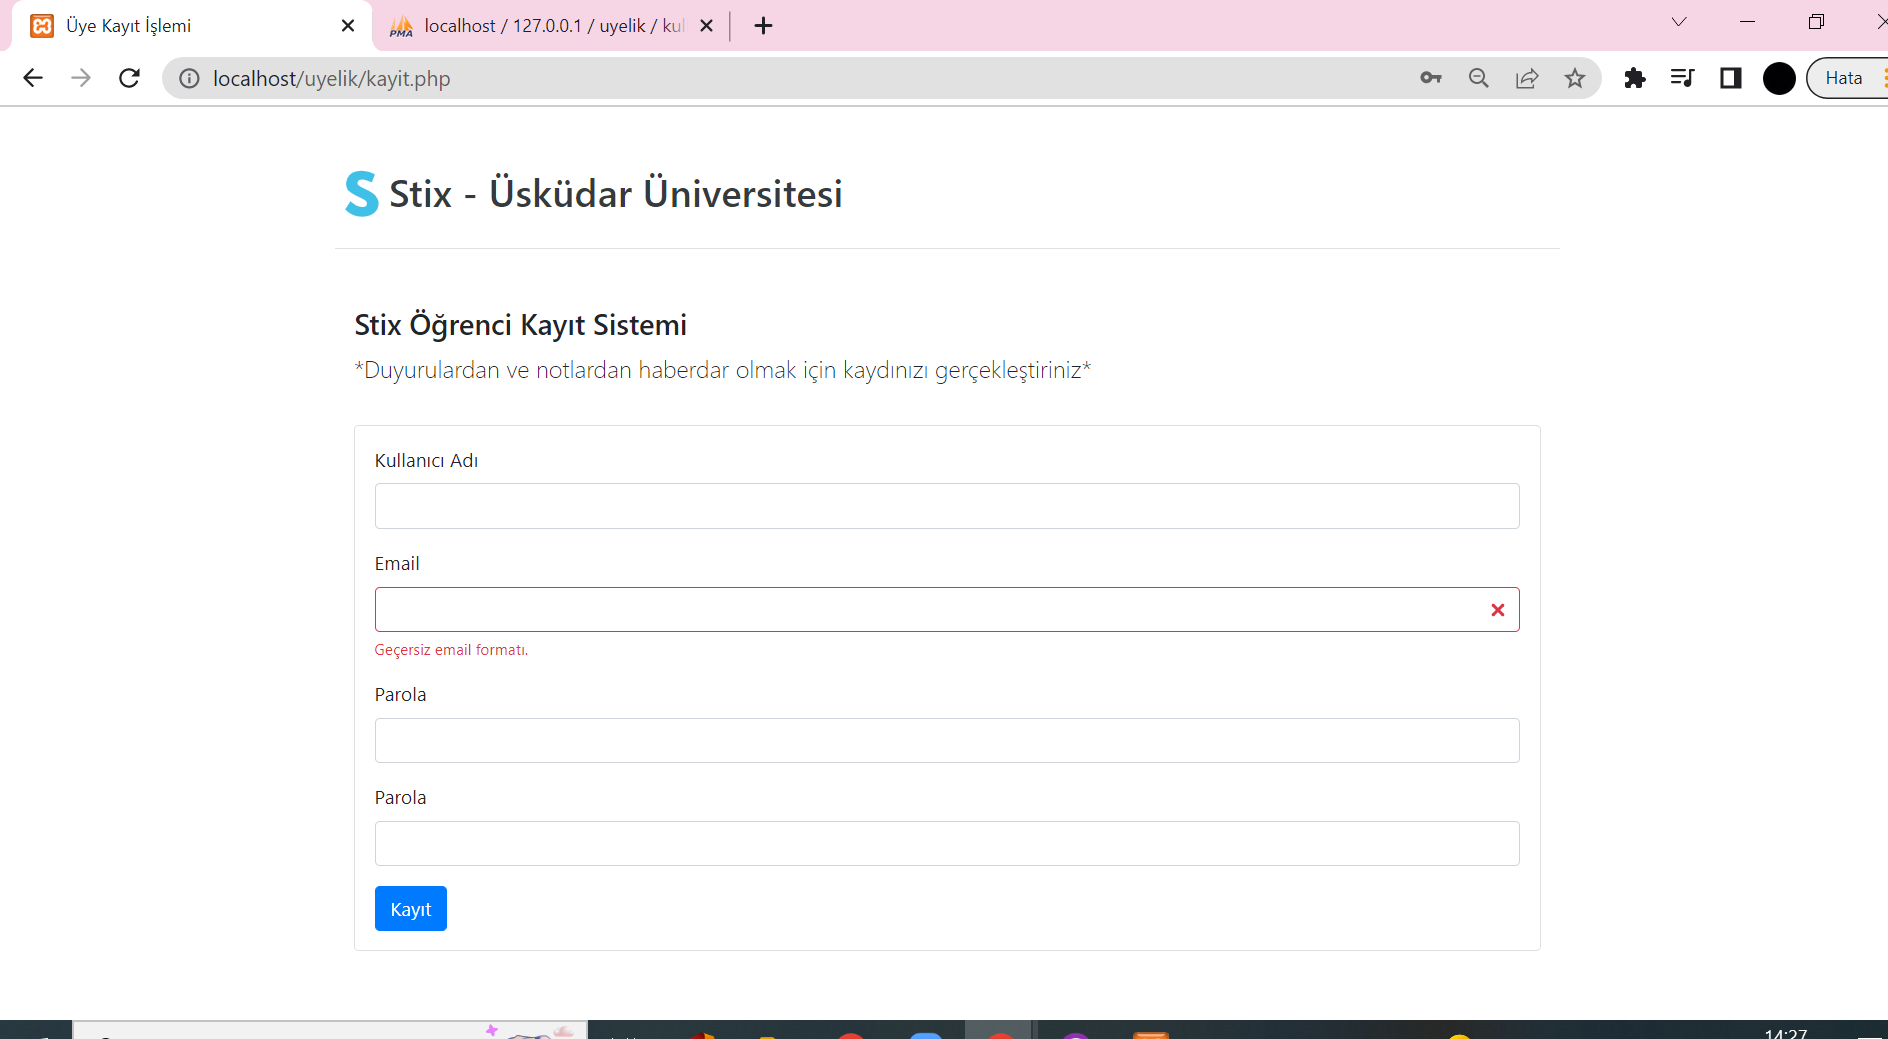 Üye Kayıt İşlemi
localhost / 127.0.0.1 / uyelik / kul
localhost/uyelik/kayit.php
Hata
S Stix - Üsküdar Üniversitesi
Stix Öğrenci Kayıt Sistemi
*Duyurulardan ve notlardan haberdar olmak için kaydınızı gerçekleştiriniz*
Kullanıcı Adı
Email
Geçersiz email formatı.
Parola
Parola
Kayıt
14:27